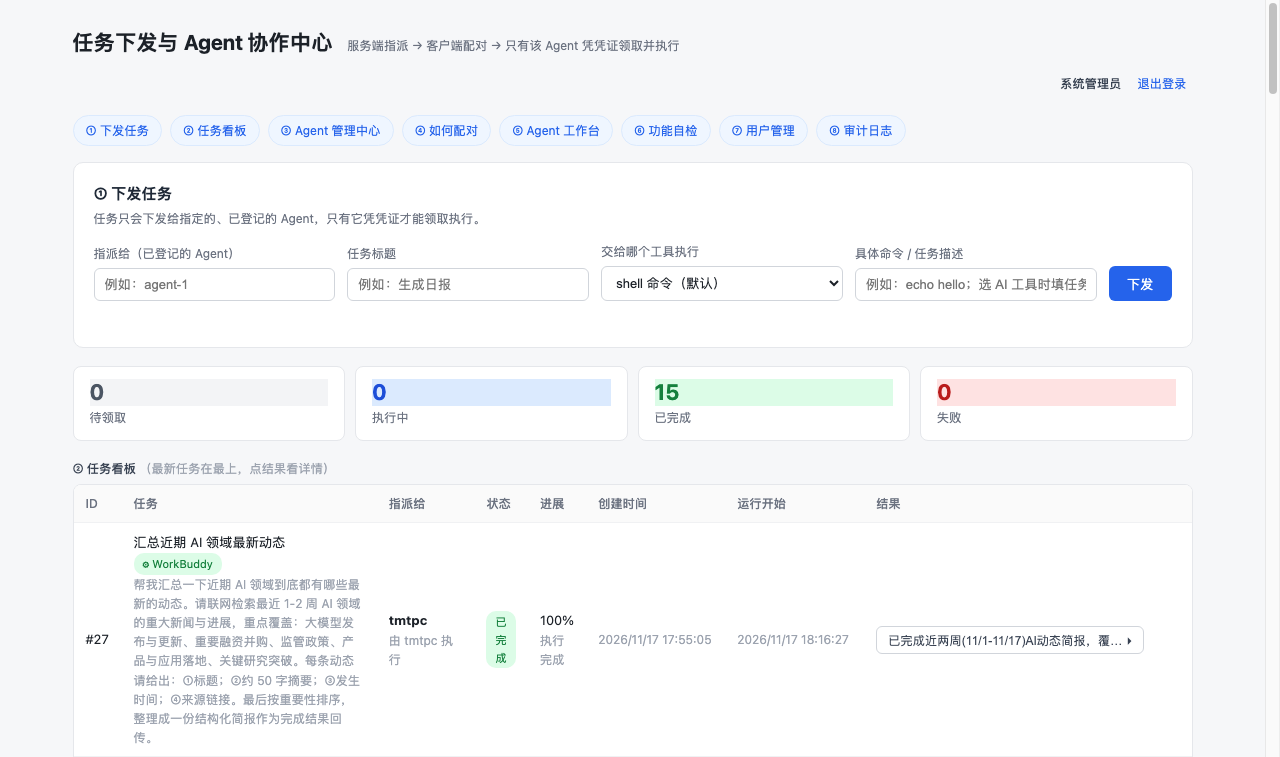 任务下发与 Agent 协作中心 服务端指派 → 客户端配对 → 只有该 Agent 凭凭证领取并执行
系统管理员 退出登录
① 下发任务 ② 任务看板 ③ Agent 管理中心 ④ 如何配对 ⑤ Agent 工作台 ⑥ 功能自检 ⑦ 用户管理 ⑧ 审计日志
① 下发任务
任务只会下发给指定的、已登记的 Agent，只有它凭凭证才能领取执行。
指派给（已登记的 Agent） 任务标题 交给哪个工具执行 具体命令 / 任务描述
例如：agent-1 例如：生成日报 shell 命令（默认） 例如：echo hello；选 AI 工具时填任务 下发
0 0 15 0
待领取 执行中 已完成 失败
② 任务看板 （最新任务在最上，点结果看详情）
ID 任务 指派给 状态 进展 创建时间 运行开始 结果
#27
汇总近期 AI 领域最新动态
WorkBuddy
帮我汇总一下近期 AI 领域到底都有哪些最
新的动态。请联网检索最近 1-2 周 AI 领域
的重大新闻与进展，重点覆盖：大模型发
布与更新、重要融资并购、监管政策、产
品与应用落地、关键研究突破。每条动态
请给出：①标题；②约 50 字摘要；③发生
时间；④来源链接。最后按重要性排序，
整理成一份结构化简报作为完成结果回
传。
tmtpc
由 tmtpc 执
行
已
完
成
100%
执行
完成
2026/11/17 17:55:05
2026/11/17 18:16:27
已完成近两周(11/1-11/17)AI动态简报，覆…